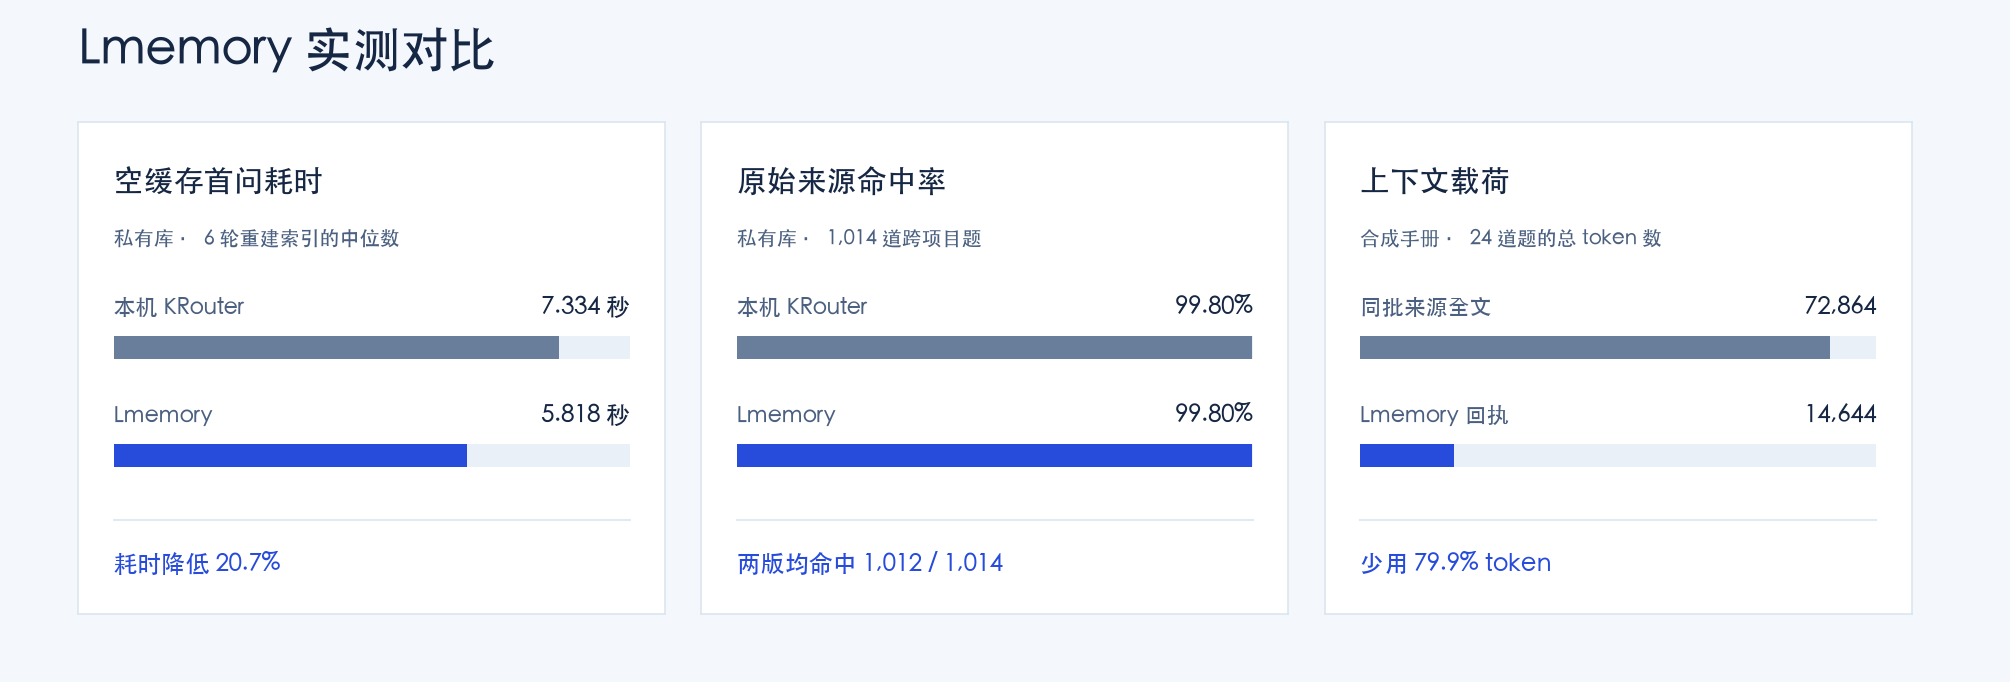 Lmemory 实测对比
空缓存首问耗时
私有库 · 6 轮重建索引的中位数
本机 KRouter 7.334 秒
Lmemory 5.818 秒
耗时降低 20.7%
原始来源命中率
私有库 · 1,014 道跨项目题
本机 KRouter 99.80%
Lmemory 99.80%
两版均命中 1,012 / 1,014
上下文载荷
合成手册 · 24 道题的总 token 数
同批来源全文 72,864
Lmemory 回执 14,644
少用 79.9% token